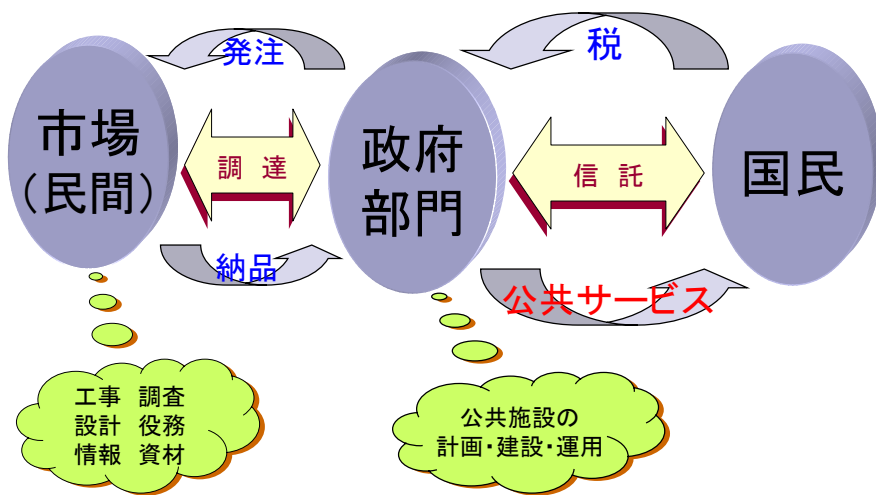 発注
税
市場
（民間）
調 達
政府
部門
信 託
国民
納品
公共サービス
工事 調査
設計 役務
情報 資材
公共施設の
計画・建設・運用